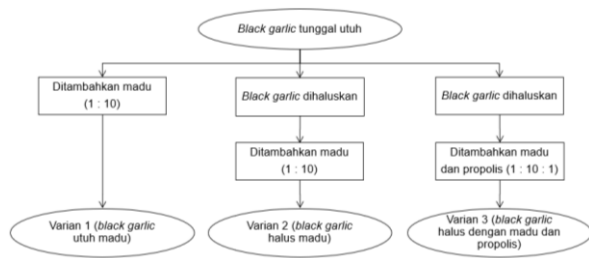 Black garlic tunggal utuh
Ditambahkan madu
(1 : 10)
Black garlic dihaluskan
Black garlic dihaluskan
Ditambahkan madu
(1 : 10)
Ditambahkan madu
dan propolis (1 : 10 : 1)
Varian 1 (black garlic
utuh madu)
Varian 2 (black garlic
halus madu)
Varian 3 (black garlic
halus dengan madu dan
propolis)